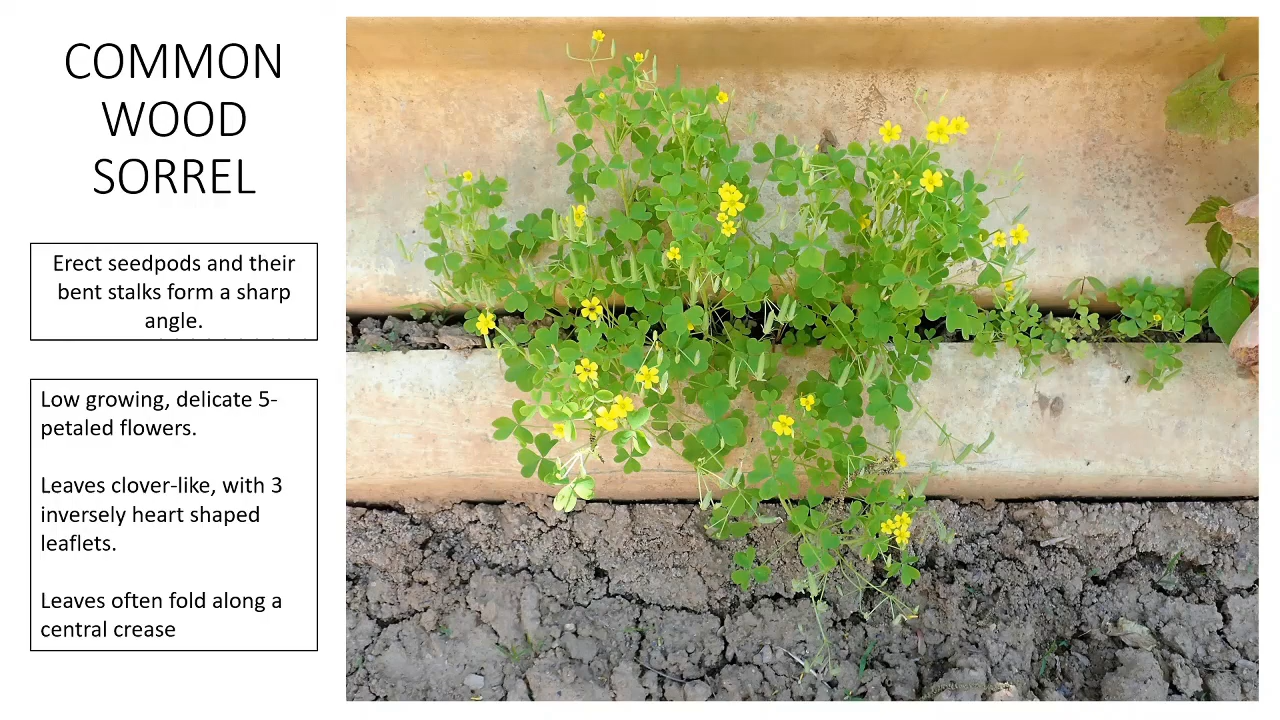 COMMON
WOOD
SORREL
Erect seedpods and their
bent stalks form a sharp
angle.
Low growing, delicate 5-
petaled flowers.
Leaves clover-like, with 3
inversely heart shaped
leaflets.
Leaves often fold along a
central crease